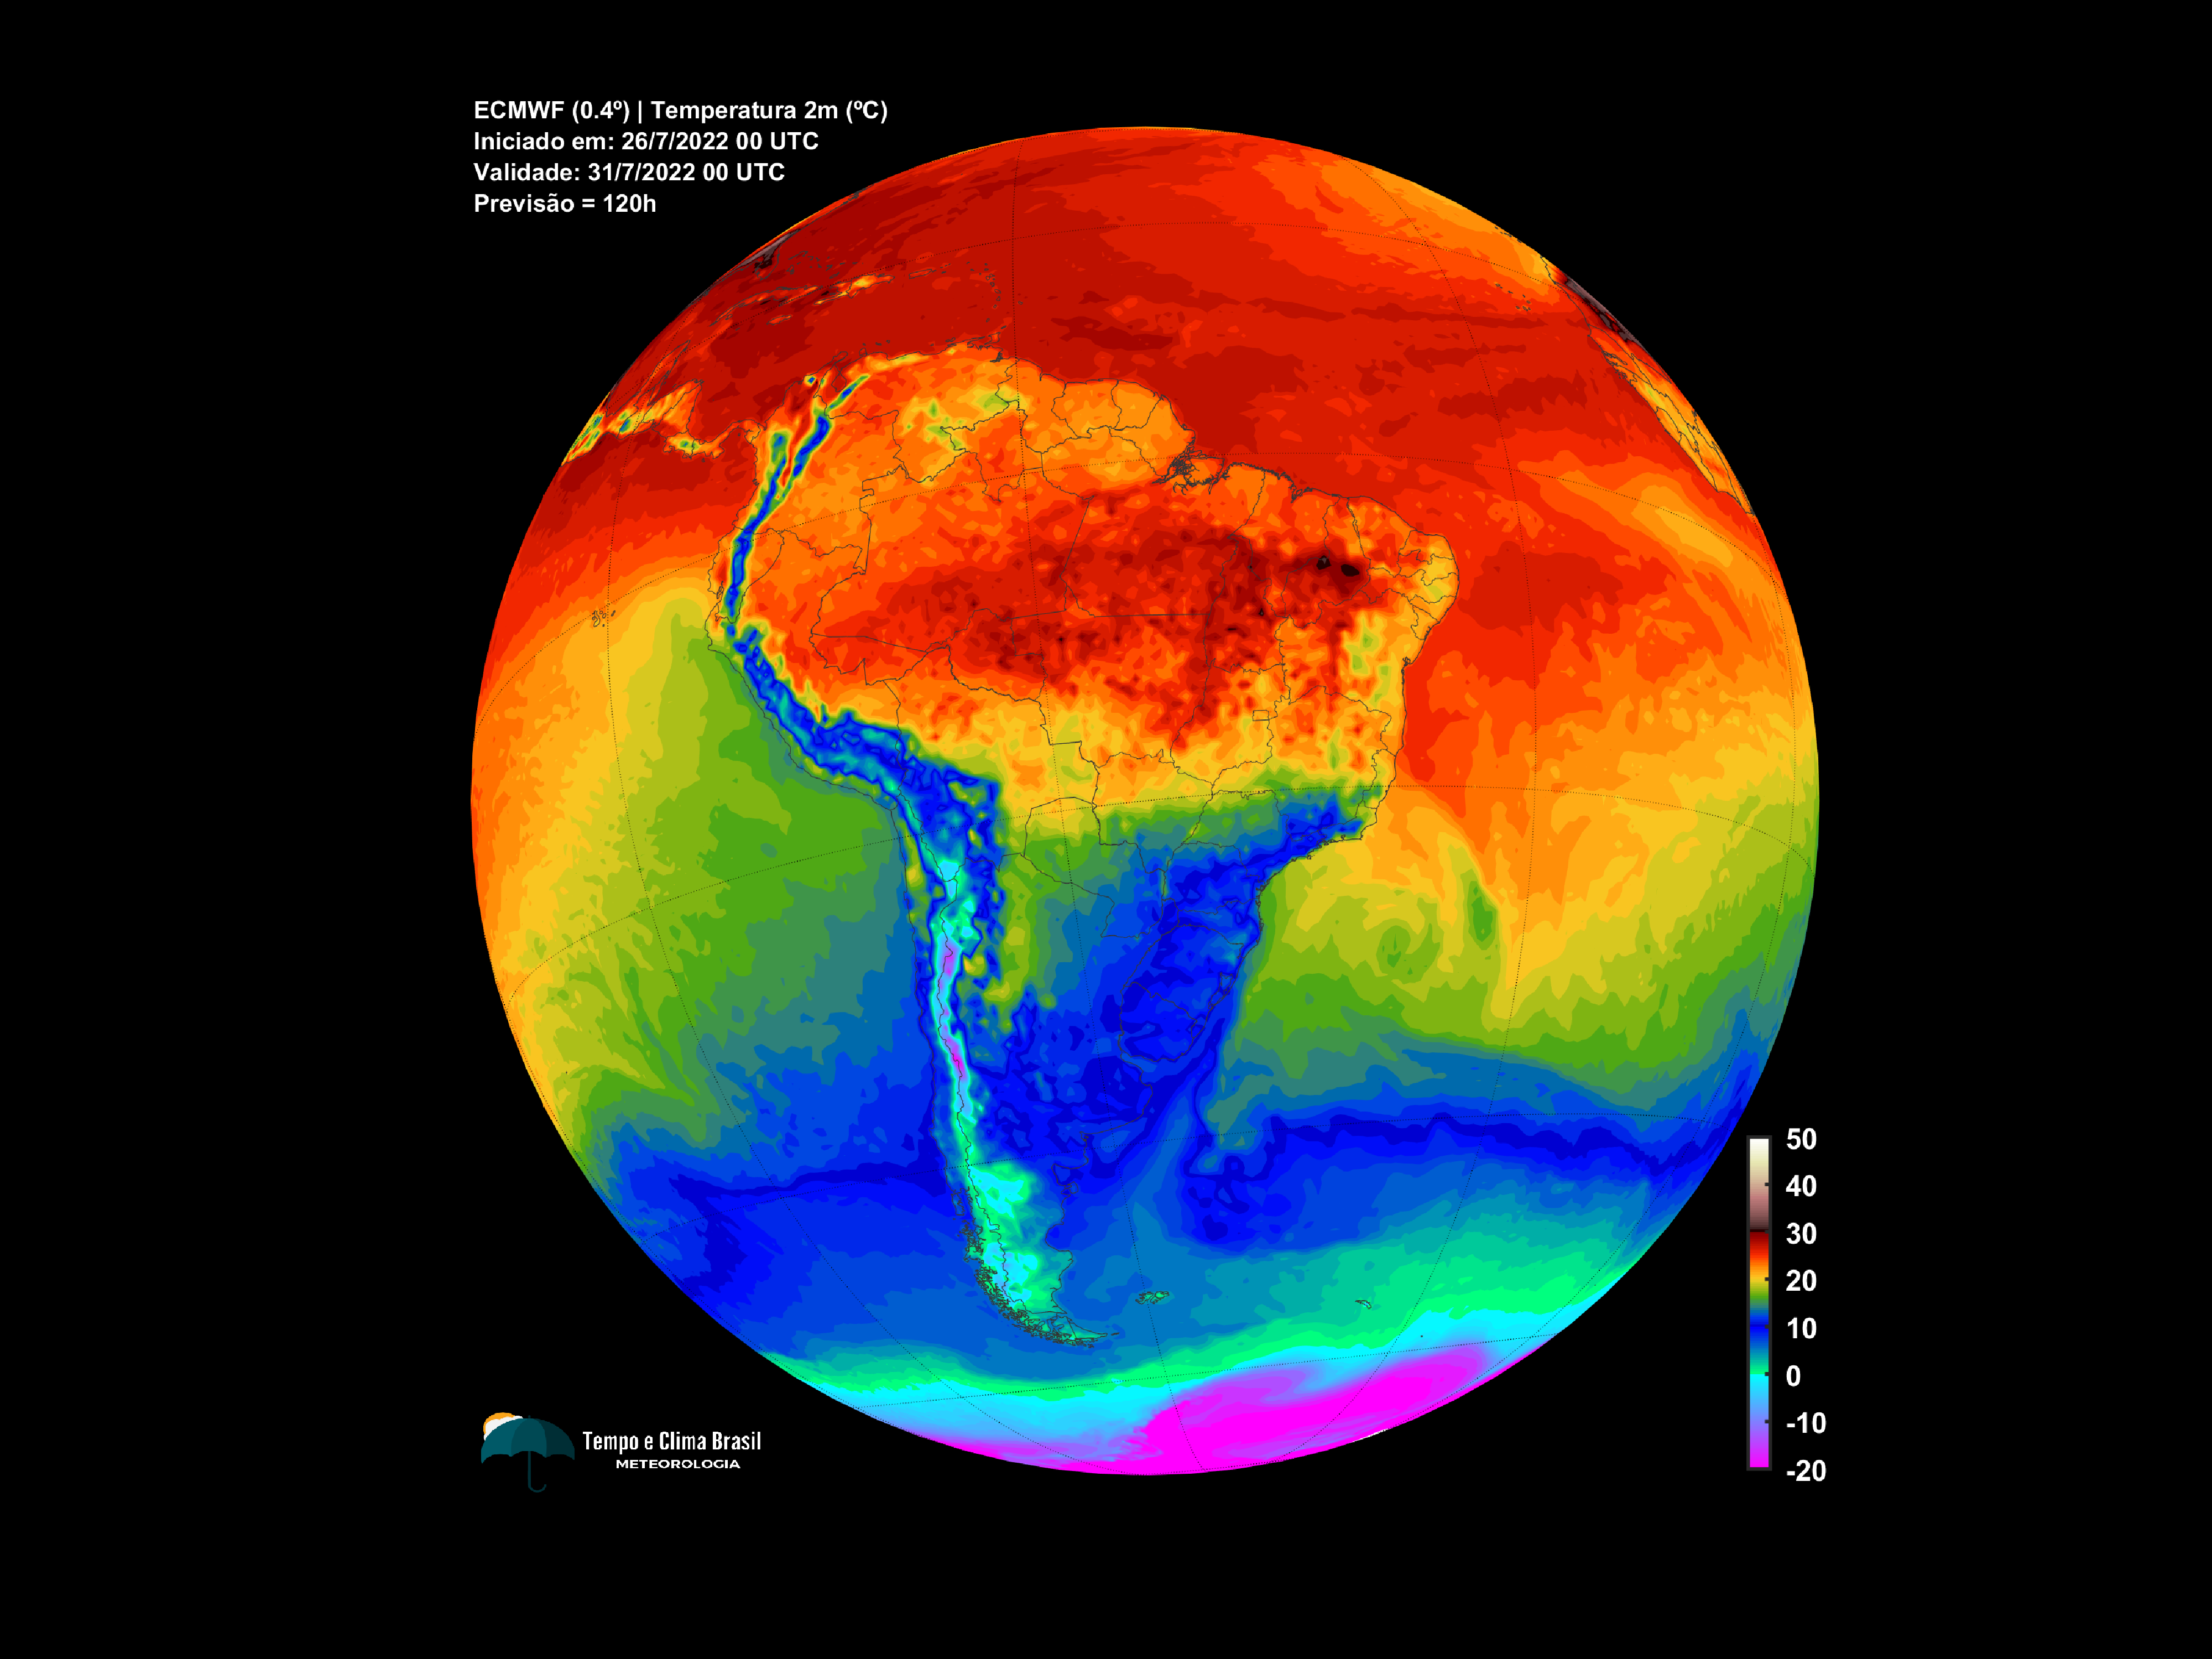 ECMWF (0.4º) | Temperatura 2m (ºC)
Iniciado em: 26/7/2022 00 UTC
Validade: 31/7/2022 00 UTC
Previsão = 120h
50
40
30
20
10
0
-10
-20
Tempo e Clima Brasil
METEOROLOGIA